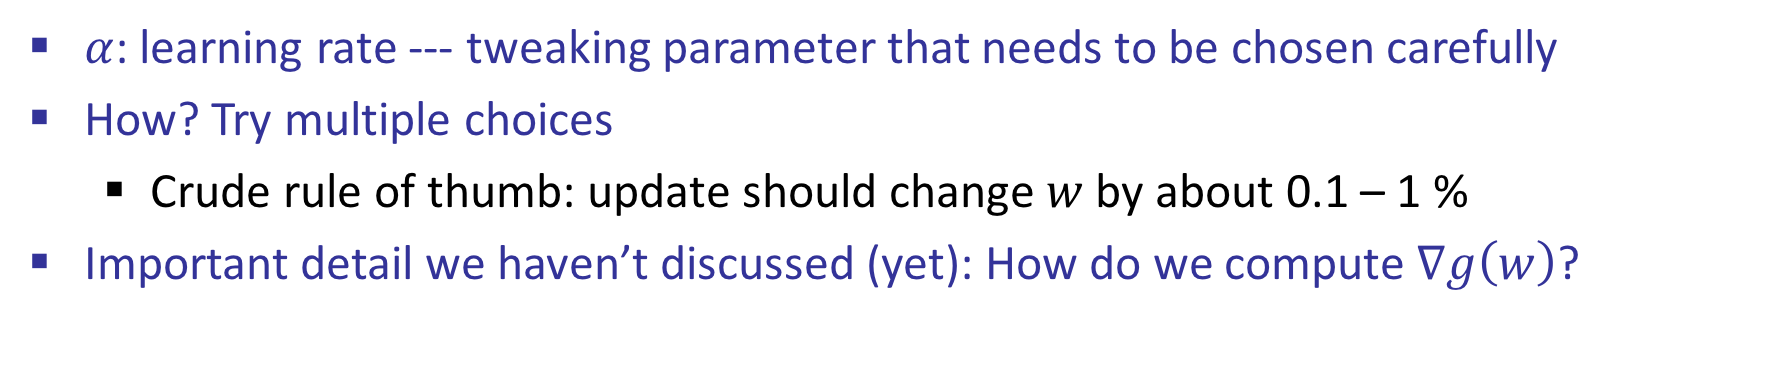 ▪ α: learning rate --- tweaking parameter that needs to be chosen carefully
▪ How? Try multiple choices
▪ Crude rule of thumb: update should change w by about 0.1 – 1 %
▪ Important detail we haven’t discussed (yet): How do we compute ∇g(w)?